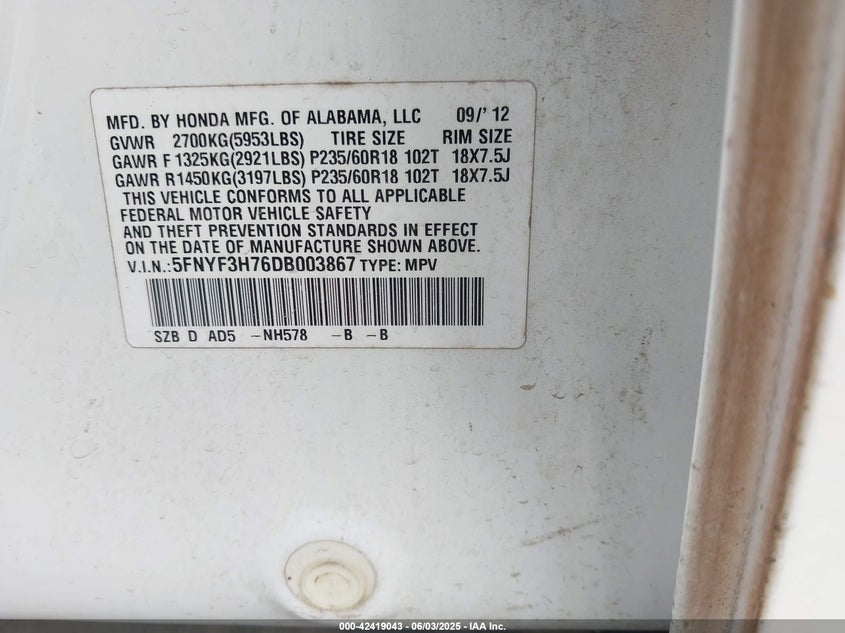 MFD. BY HONDA MFG. OF ALABAMA, LLC 09/'12
GVWR 2700KG(5953LBS) TIRE SIZE RIM SIZE
GAWR F 1325KG(2921LBS) P235/60R18 102T 18X7.5J
GAWR R1450KG(3197LBS) P235/60R18 102T 18X7.5J
THIS VEHICLE CONFORMS TO ALL APPLICABLE
FEDERAL MOTOR VEHICLE SAFETY
AND THEFT PREVENTION STANDARDS IN EFFECT
ON THE DATE OF MANUFACTURE SHOWN ABOVE.
V.I.N.:5FNYF3H76DB003867 TYPE: MPV
SZB D AD5 -NH578 -B -B
000-42419043 - 06/03/2025 - IAA Inc.